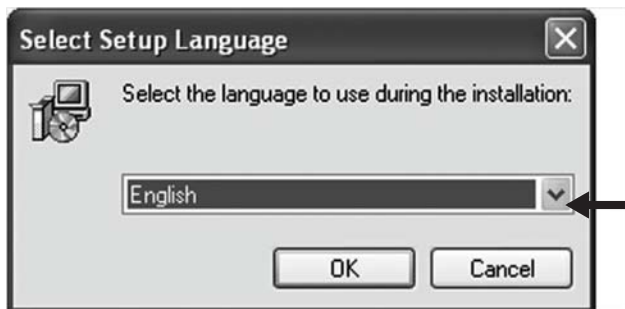 Select Setup Language
Select the language to use during the installation:
English
OK
Cancel